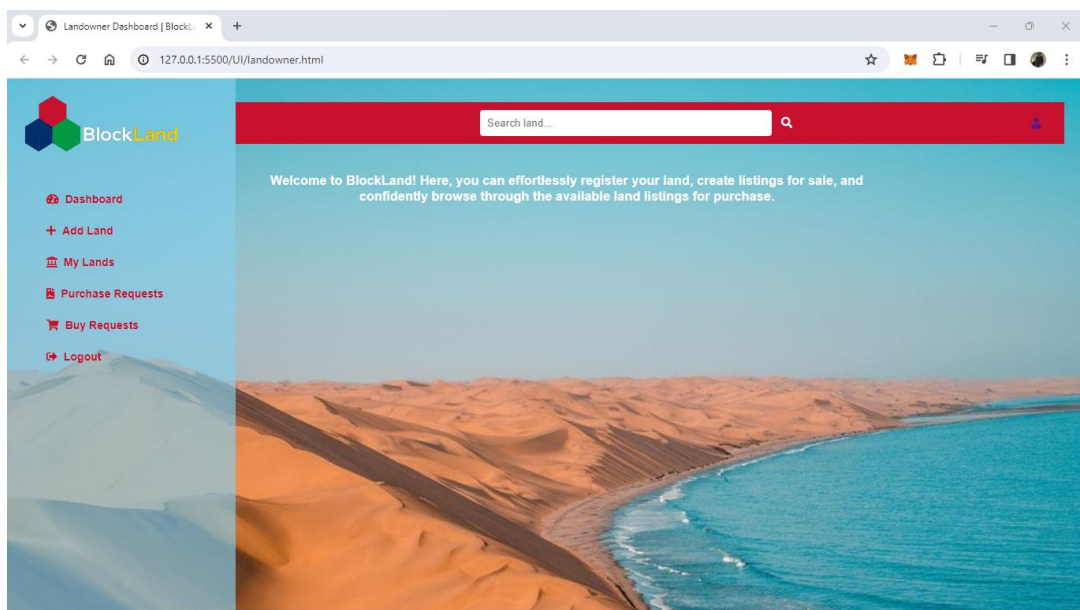 Landowner Dashboard | BlockL
127.0.0.1:5500/UI/landowner.html
BlockLand
Search land...
Welcome to BlockLand! Here, you can effortlessly register your land, create listings for sale, and
confidently browse through the available land listings for purchase.
Dashboard
Add Land
My Lands
Purchase Requests
Buy Requests
Logout